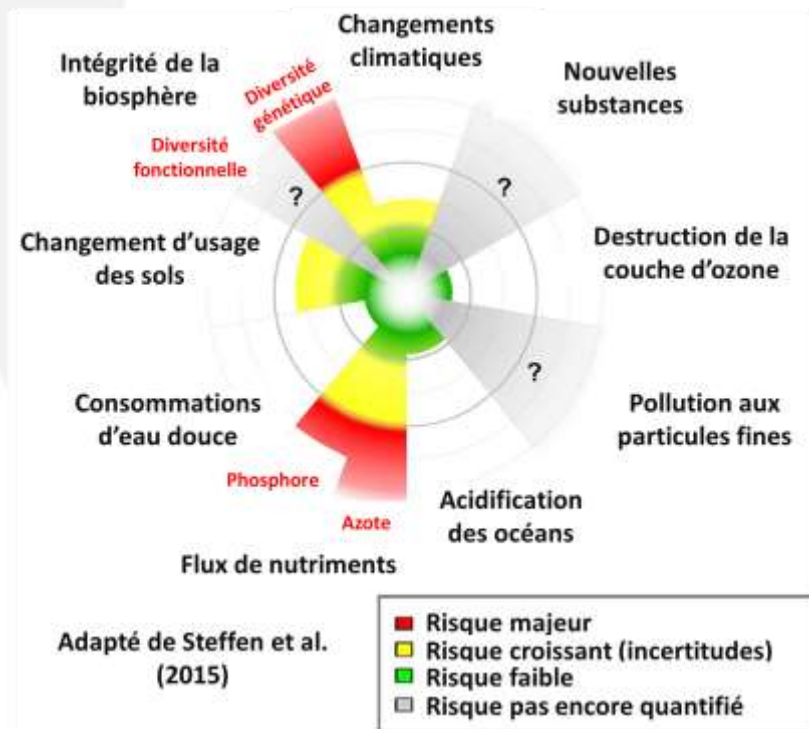 Changements
climatiques
Intégrité de la
biosphère
Nouvelles
substances
Diversité
génétique
Diversité
fonctionnelle
?
?
Changement d'usage
des sols
Destruction de la
couche d'ozone
?
Consommations
d'eau douce
Pollution aux
particules fines
Phosphore
Azote
Acidification
des océans
Flux de nutriments
Adapté de Steffen et al.
(2015)
Risque majeur
Risque croissant (incertitudes)
Risque faible
Risque pas encore quantifié